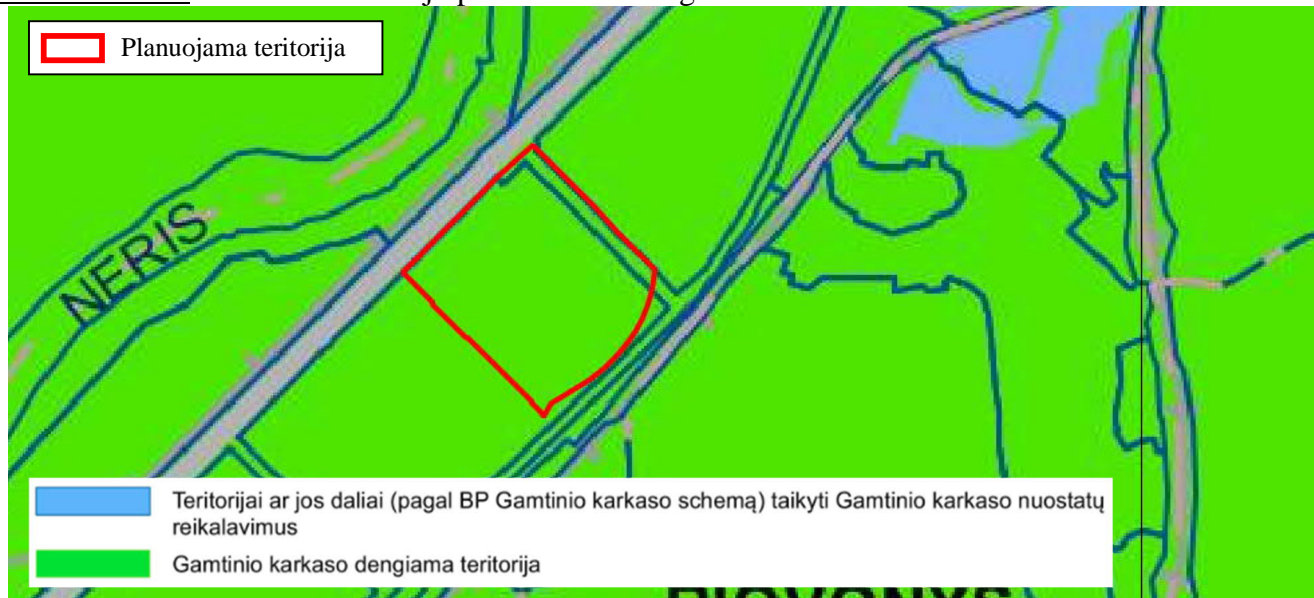 Planuojama teritorija
NERIS
Teritorijai ar jos daliai (pagal BP Gamtinio karkaso schemą) taikyti Gamtinio karkaso nuostatų
reikalavimus
Gamtinio karkaso dengiama teritorija